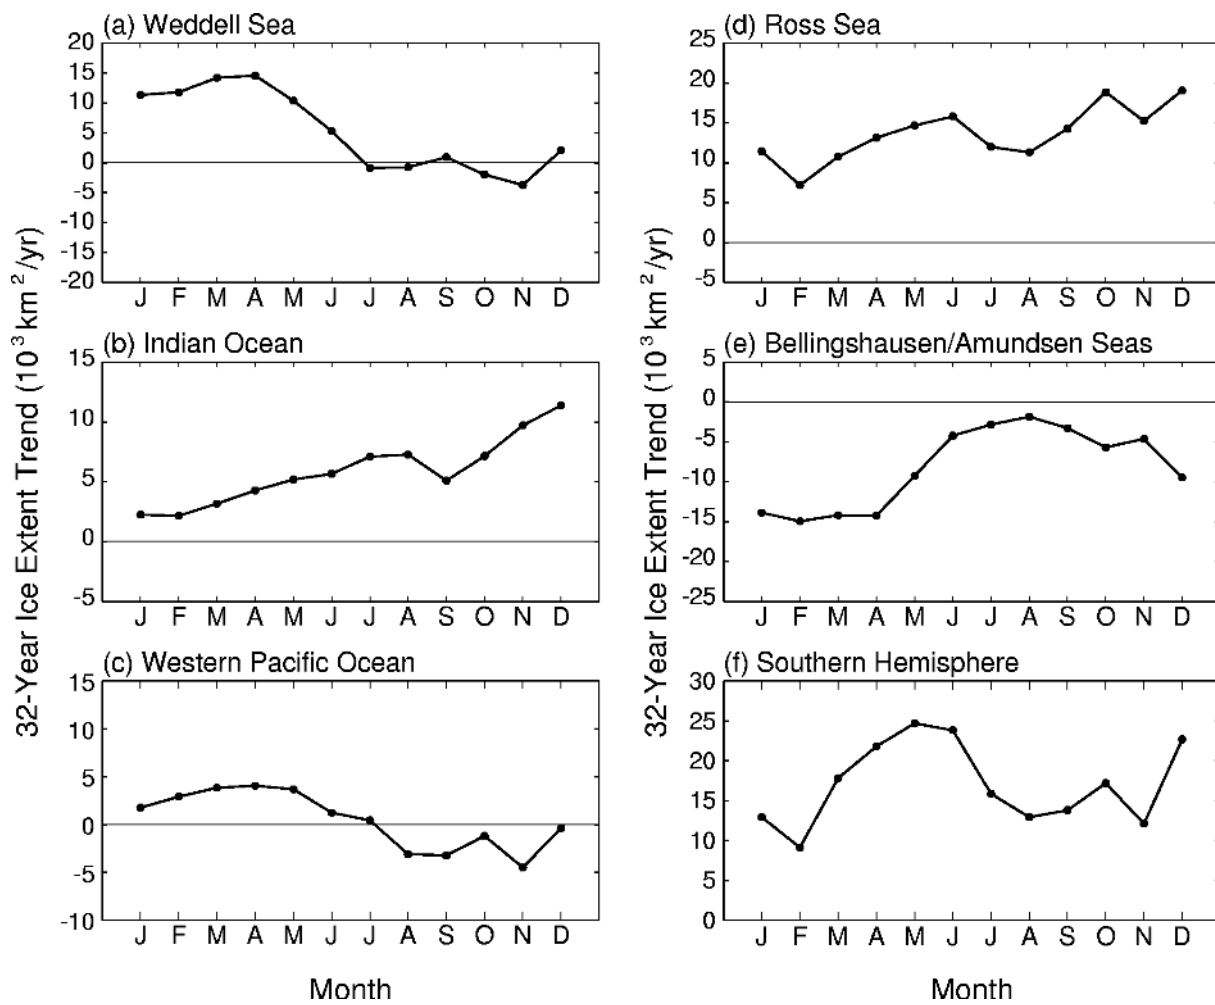 (a) Weddell Sea
20
15
10
5
0
-5
-10
-15
-20
J F M A M J J A S O N D
(b) Indian Ocean
15
10
5
0
-5
J F M A M J J A S O N D
(c) Western Pacific Ocean
15
10
5
0
-5
-10
J F M A M J J A S O N D
32-Year Ice Extent Trend (10³ km²/yr)
Month
(d) Ross Sea
25
20
15
10
5
0
-5
J F M A M J J A S O N D
(e) Bellingshausen/Amundsen Seas
5
0
-5
-10
-15
-20
-25
J F M A M J J A S O N D
(f) Southern Hemisphere
30
25
20
15
10
5
0
J F M A M J J A S O N D
32-Year Ice Extent Trend (10³ km²/yr)
Month